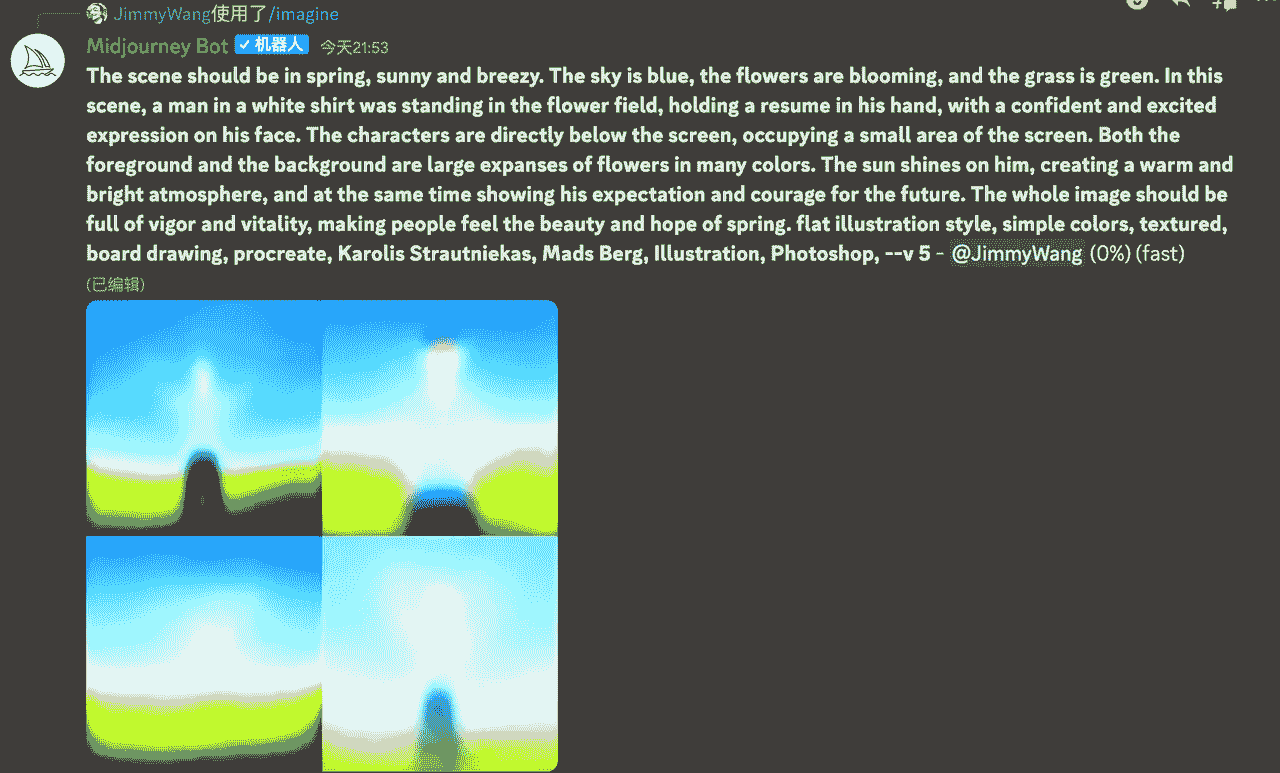 JimmyWang使用了/imagine
Midjourney Bot ✓ 机器人 今天21:53
The scene should be in spring, sunny and breezy. The sky is blue, the flowers are blooming, and the grass is green. In this
scene, a man in a white shirt was standing in the flower field, holding a resume in his hand, with a confident and excited
expression on his face. The characters are directly below the screen, occupying a small area of the screen. Both the
foreground and the background are large expanses of flowers in many colors. The sun shines on him, creating a warm and
bright atmosphere, and at the same time showing his expectation and courage for the future. The whole image should be
full of vigor and vitality, making people feel the beauty and hope of spring. flat illustration style, simple colors, textured,
board drawing, procreate, Karolis Strautniekas, Mads Berg, Illustration, Photoshop, --v 5 - @JimmyWang (0%) (fast)
(已编辑)